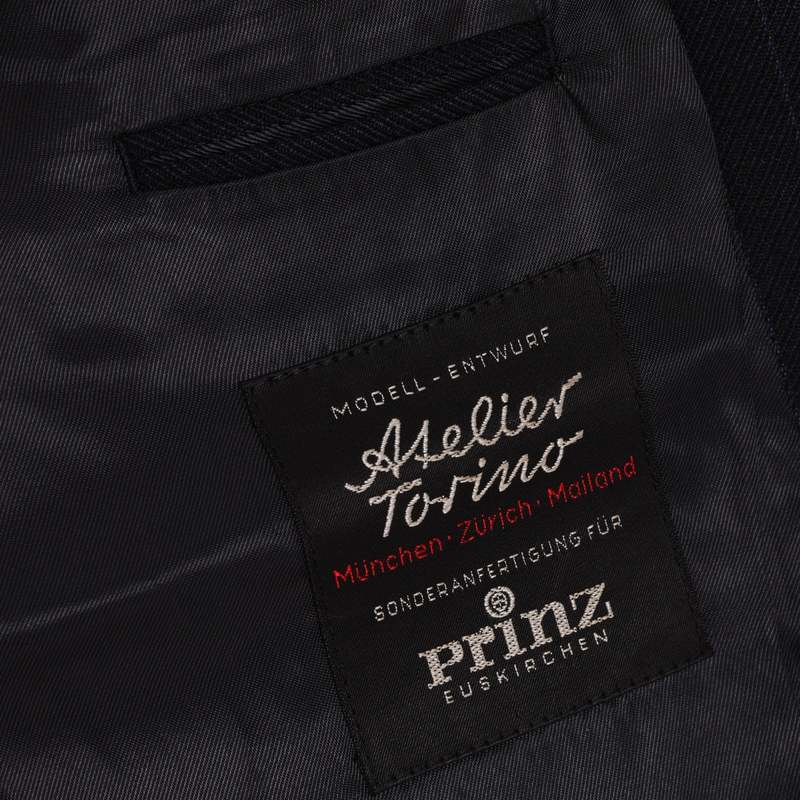 MODELL-ENTWURF
Atelier
Torino
München · Zürich · Mailand
SONDERANFERTIGUNG FÜR
prinz
EUSKIRCHEN